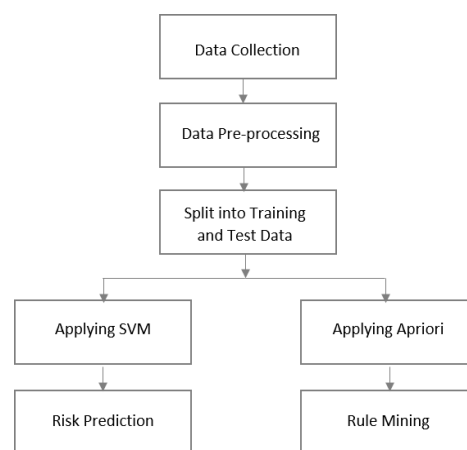 Data Collection
Data Pre-processing
Split into Training
and Test Data
Applying SVM
Applying Apriori
Risk Prediction
Rule Mining